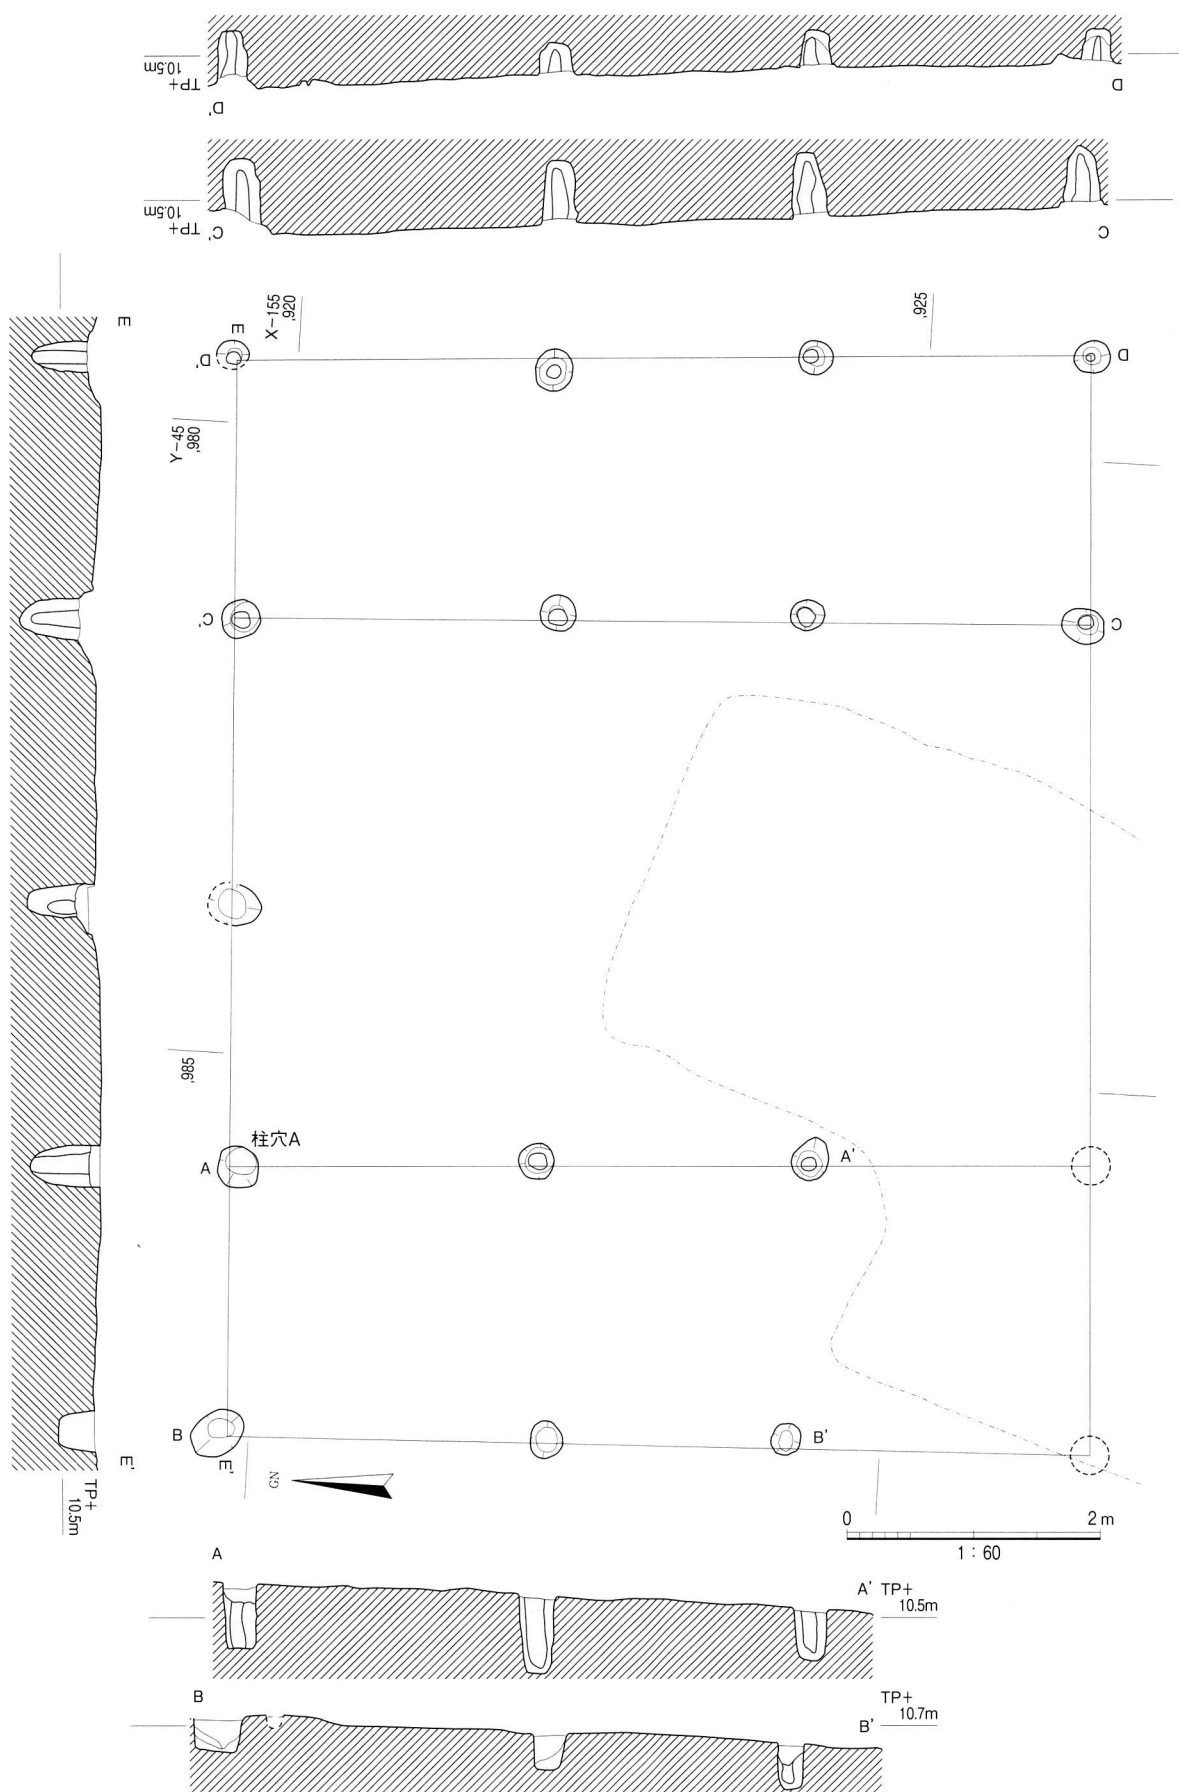 TP+
10.5m
D'
D
TP+
10.5m
C'
C
E
E
X-155
,920
,925
D'
D
Y-45
,980
C'
C
,985
柱穴A
A
A'
B
B'
E'
E'
GN
TP+
10.5m
0
2m
1:60
A
A'
TP+
10.5m
B
TP+
10.7m
B'